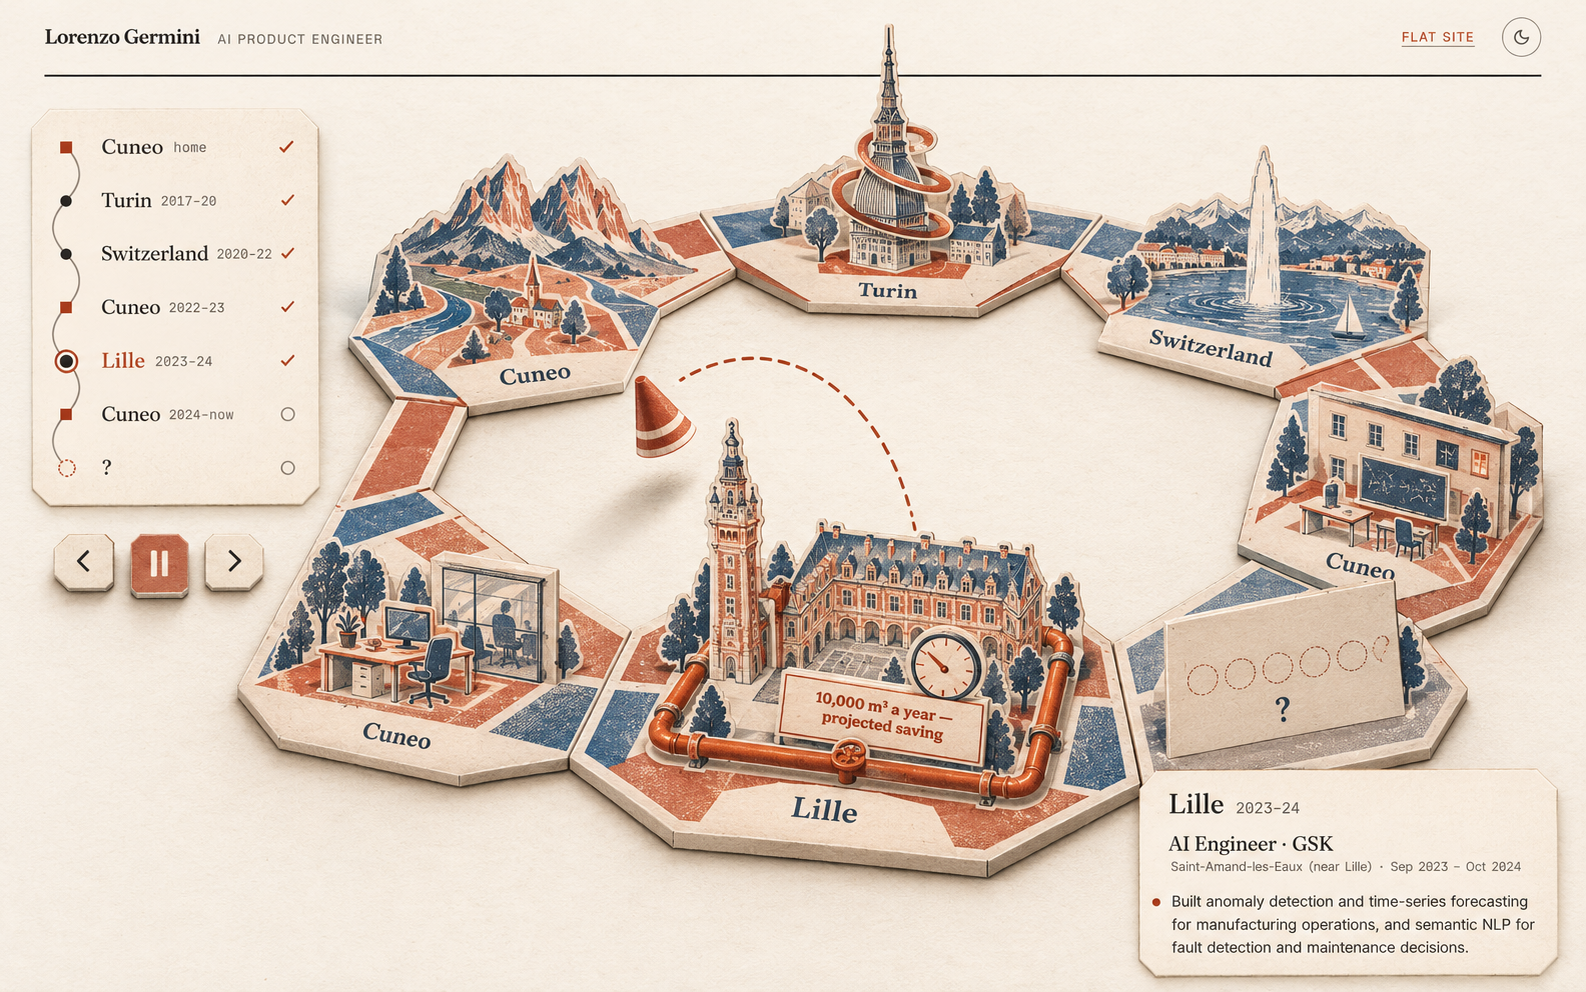 Lorenzo Germini AI PRODUCT ENGINEER
FLAT SITE
Cuneo home
Turin 2017-20
Switzerland 2020-22
Cuneo 2022-23
Lille 2023-24
Cuneo 2024-now
?
Cuneo
Turin
Switzerland
Cuneo
?
Cuneo
10,000 m³ a year —
projected saving
Lille
Lille 2023-24
AI Engineer · GSK
Saint-Amand-les-Eaux (near Lille) · Sep 2023 – Oct 2024
Built anomaly detection and time-series forecasting
for manufacturing operations, and semantic NLP for
fault detection and maintenance decisions.